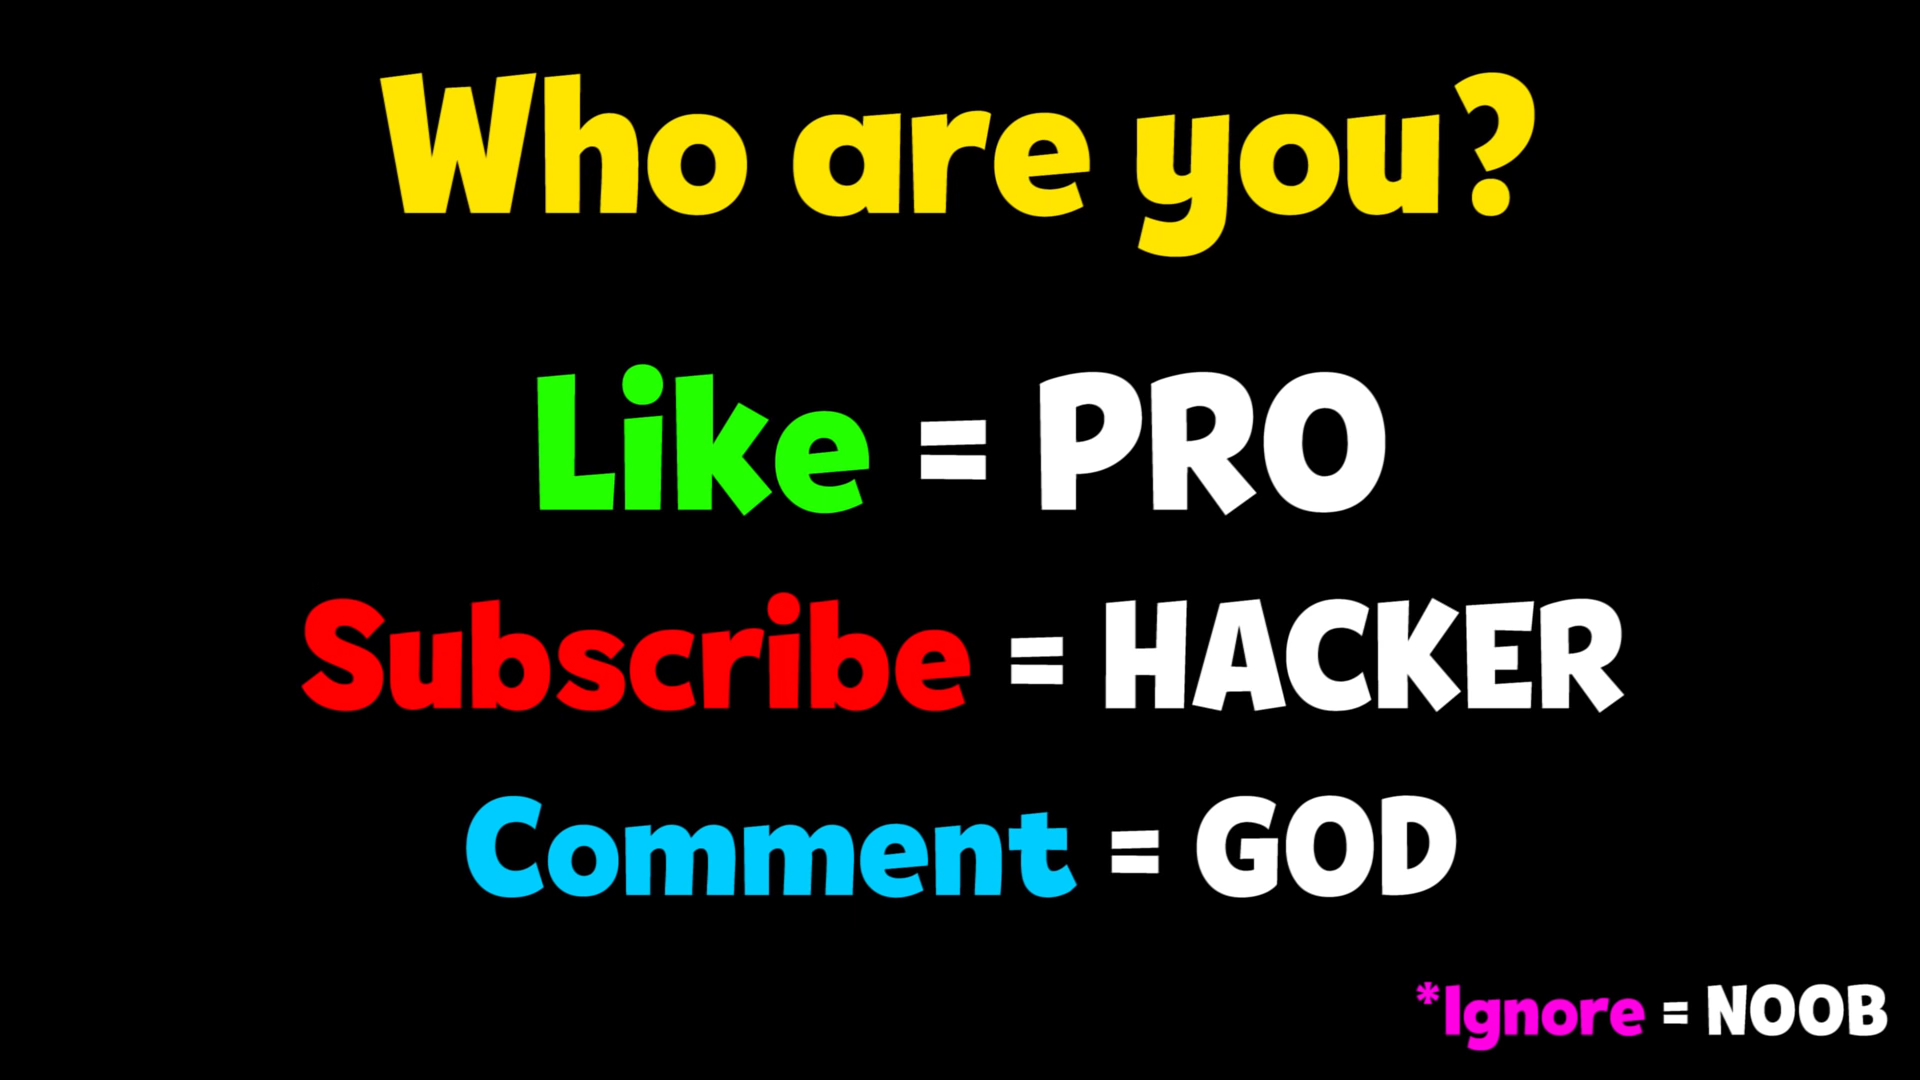 Who are you?
Like = PRO
Subscribe = HACKER
Comment = GOD
*Ignore = NOOB